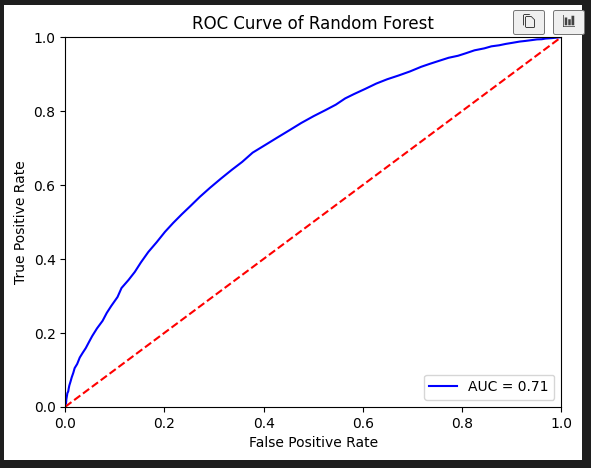 ROC Curve of Random Forest
1.0
0.8
0.6
0.4
0.2
0.0
True Positive Rate
AUC = 0.71
0.0 0.2 0.4 0.6 0.8 1.0
False Positive Rate